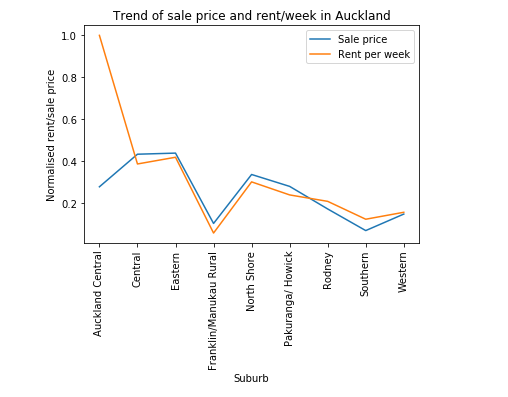 Trend of sale price and rent/week in Auckland
Sale price
Rent per week
Normalised rent/sale price
1.0
0.8
0.6
0.4
0.2
Auckland Central
Central
Eastern
Franklin/Manukau Rural
North Shore
Pakuranga/ Howick
Rodney
Southern
Western
Suburb